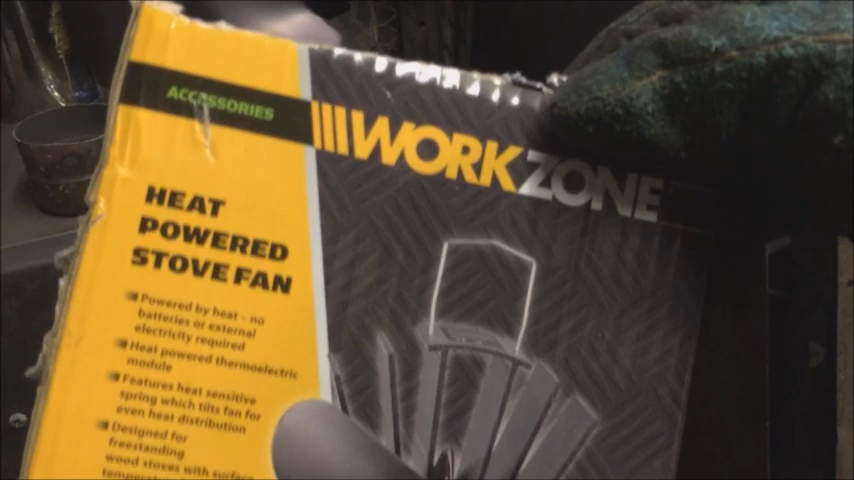 ACCESSORIES
WORKZONE
HEAT
POWERED
STOVE FAN
Powered by heat – no
batteries or external
electricity required
Heat powered thermoelectric
module
Features heat sensitive
spring which tilts fan for
even heat distribution
Designed for
freestanding
wood stoves with surface